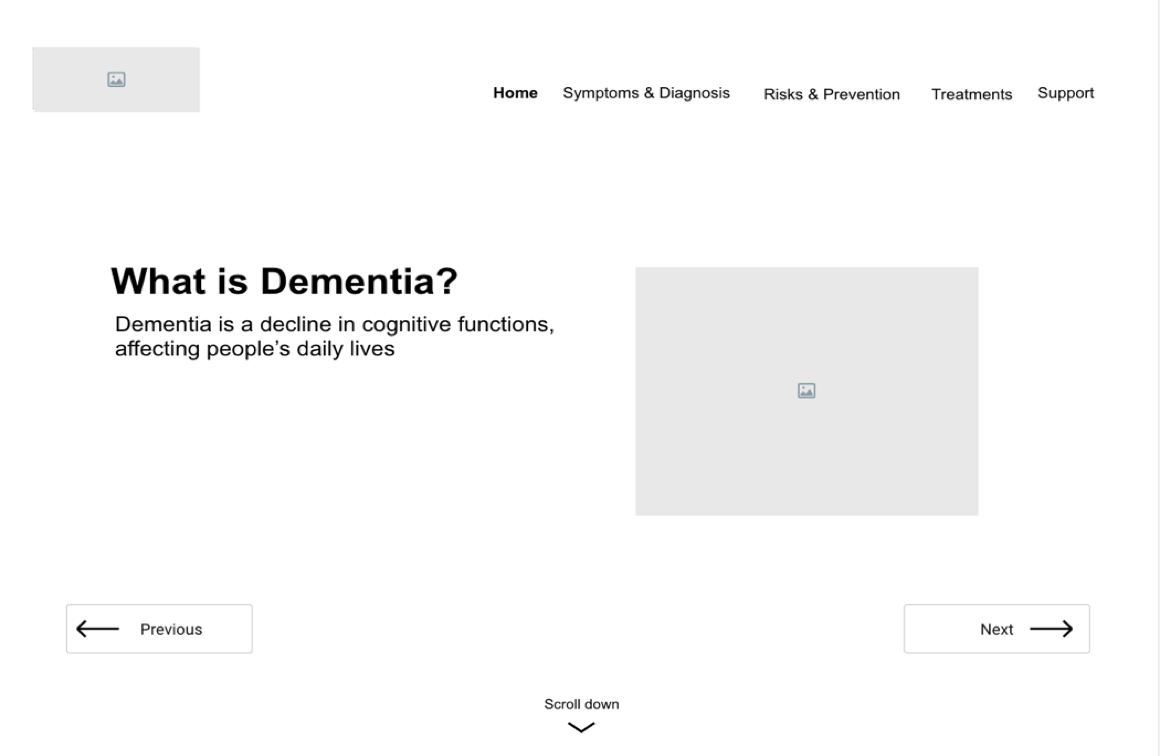 Home Symptoms & Diagnosis Risks & Prevention Treatments Support
What is Dementia?
Dementia is a decline in cognitive functions,
affecting people’s daily lives
Previous
Next
Scroll down